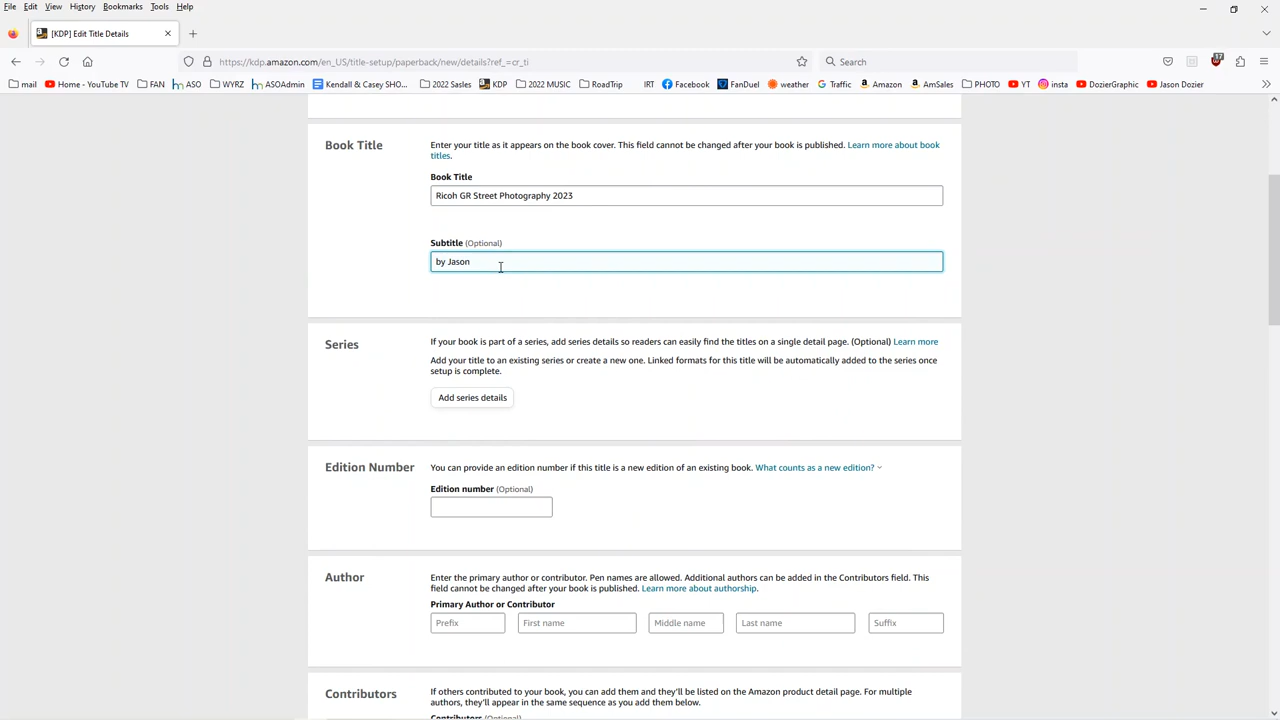 File Edit View History Bookmarks Tools Help
[KDP] Edit Title Details
https://kdp.amazon.com/en_US/title-setup/paperback/new/details?ref_=cr_ti
Search
17
mail Home - YouTube TV FAN ASO WYRZ ASOAdmin Kendall & Casey SHO... 2022 Sasles KDP 2022 MUSIC RoadTrip IRT Facebook FanDuel weather Traffic Amazon AmSales PHOTO YT insta DozierGraphic Jason Dozier
Book Title
Enter your title as it appears on the book cover. This field cannot be changed after your book is published. Learn more about book
titles.
Book Title
Ricoh GR Street Photography 2023
Subtitle (Optional)
by Jason
Series
If your book is part of a series, add series details so readers can easily find the titles on a single detail page. (Optional) Learn more
Add your title to an existing series or create a new one. Linked formats for this title will be automatically added to the series once
setup is complete.
Add series details
Edition Number
You can provide an edition number if this title is a new edition of an existing book. What counts as a new edition?
Edition number (Optional)
Author
Enter the primary author or contributor. Pen names are allowed. Additional authors can be added in the Contributors field. This
field cannot be changed after your book is published. Learn more about authorship.
Primary Author or Contributor
Prefix First name Middle name Last name Suffix
Contributors
If others contributed to your book, you can add them and they'll be listed on the Amazon product detail page. For multiple
authors, they'll appear in the same sequence as you add them below.
Contributors (Optional)